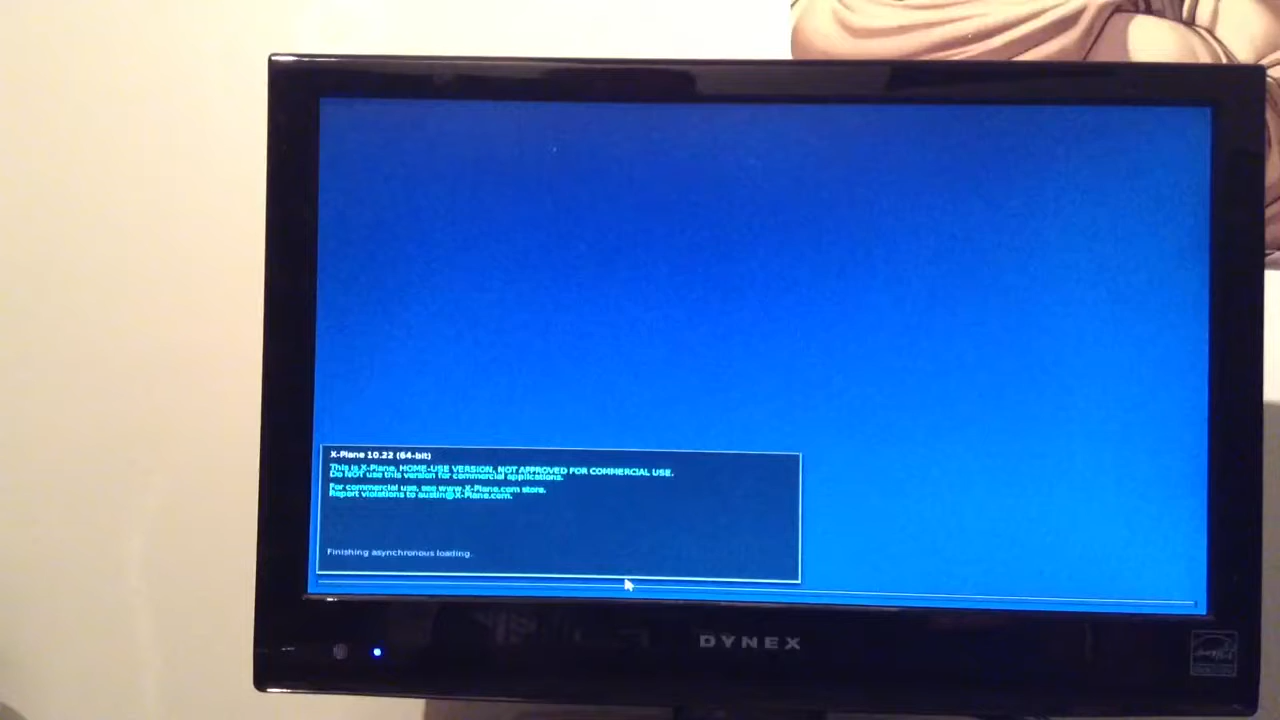 X-Plane 10.22 (64-bit)
This is X-Plane, HOME-USE VERSION, NOT APPROVED FOR COMMERCIAL USE.
Do NOT use this version for commercial applications.
For commercial use, see www.X-Plane.com store.
Report violations to austin@X-Plane.com.
Finishing asynchronous loading.
DYNEX